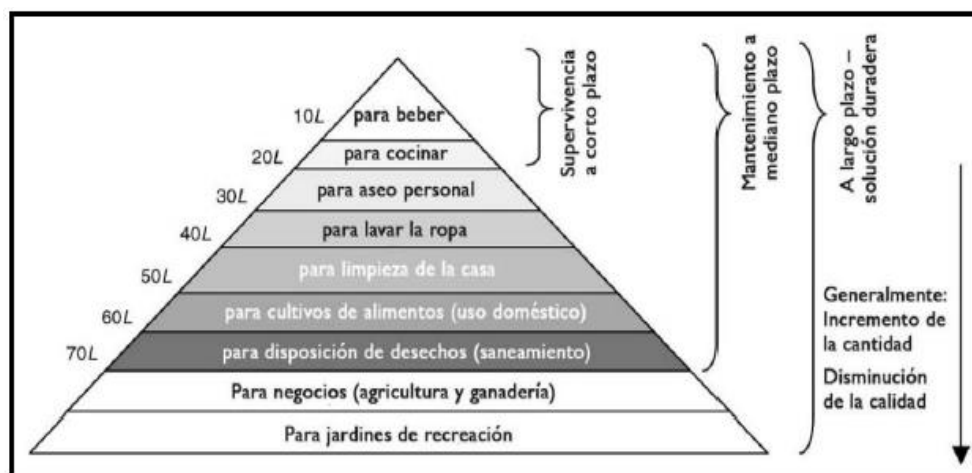 10L
para beber
20L
para cocinar
30L
para aseo personal
40L
para lavar la ropa
50L
para limpieza de la casa
60L
para cultivos de alimentos (uso doméstico)
70L
para disposición de desechos (saneamiento)
Para negocios (agricultura y ganadería)
Para jardines de recreación
Supervivencia
a corto plazo
Mantenimiento a
mediano plazo
A largo plazo –
solución duradera
Generalmente:
Incremento de
la cantidad
Disminución
de la calidad